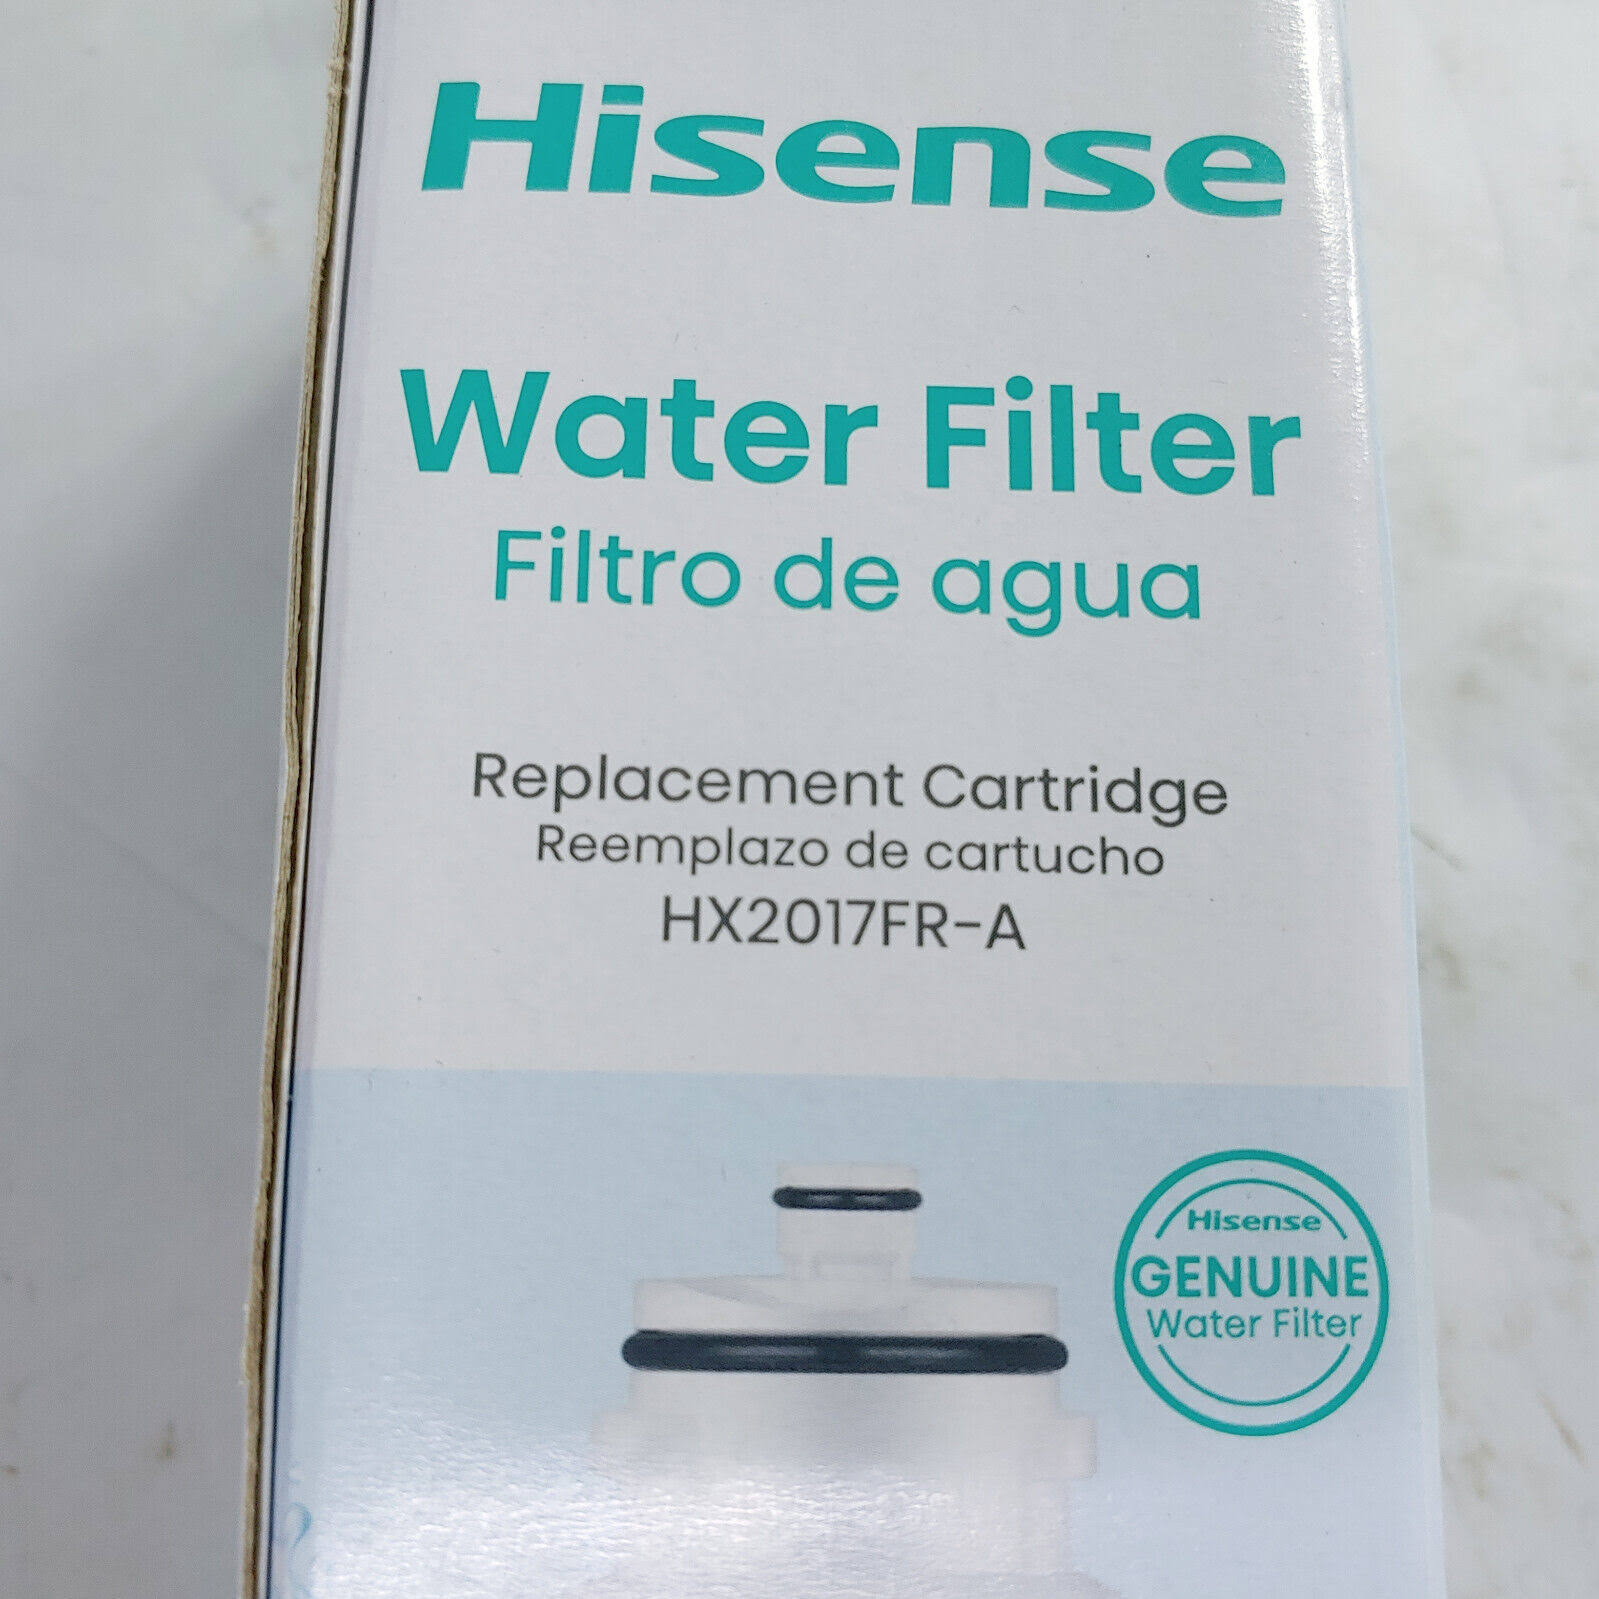 Hisense
Water Filter
Filtro de agua
Replacement Cartridge
Reemplazo de cartucho
HX2017FR-A
Hisense
GENUINE
Water Filter